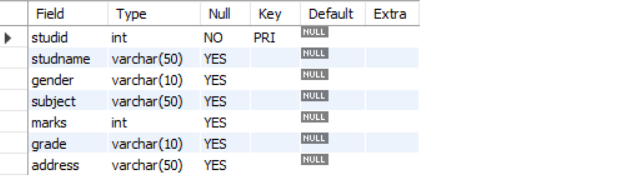 Field Type Null Key Default Extra
studid int NO PRI NULL
studname varchar(50) YES NULL
gender varchar(10) YES NULL
subject varchar(50) YES NULL
marks int YES NULL
grade varchar(10) YES NULL
address varchar(50) YES NULL